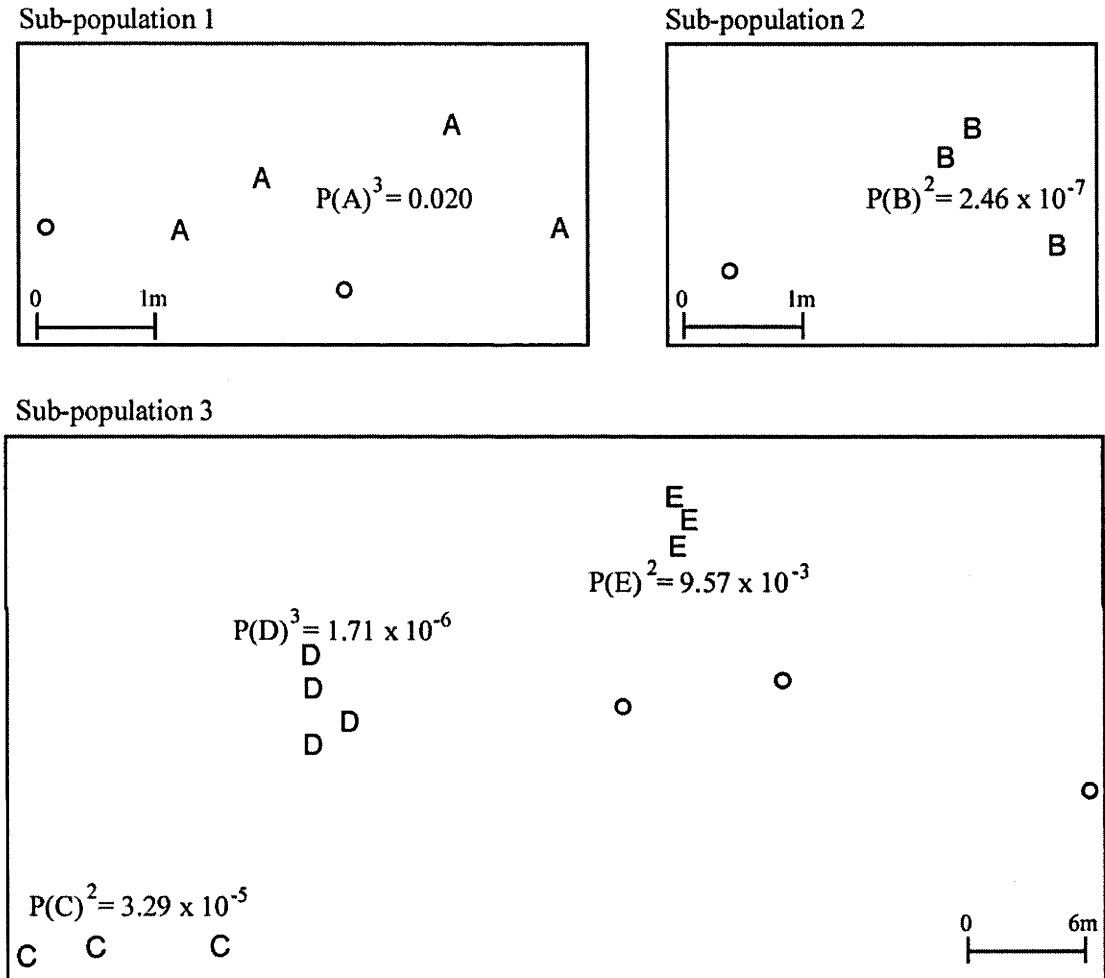 Sub-population 1
A
A
P(A)^3 = 0.020
O
A
A
O
0 1m
Sub-population 2
B
B
P(B)^2 = 2.46 x 10^-7
B
O
0 1m
Sub-population 3
E
E
E
P(E)^2 = 9.57 x 10^-3
P(D)^3 = 1.71 x 10^-6
D
D
D
D
O
O
O
P(C)^2 = 3.29 x 10^-5
C C C
0 6m